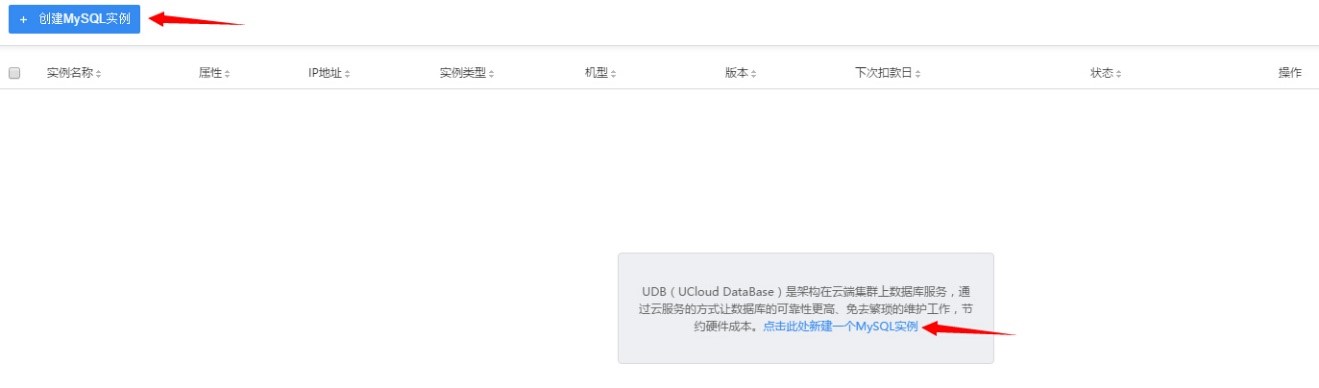 + 创建MySQL实例
实例名称 属性 IP地址 实例类型 机型 版本 下次扣款日 状态 操作
UDB（UCloud DataBase）是架构在云端集群上数据库服务，通
过云服务的方式让数据库的可靠性更高、免去繁琐的维护工作，节
约硬件成本。点击此处新建一个MySQL实例